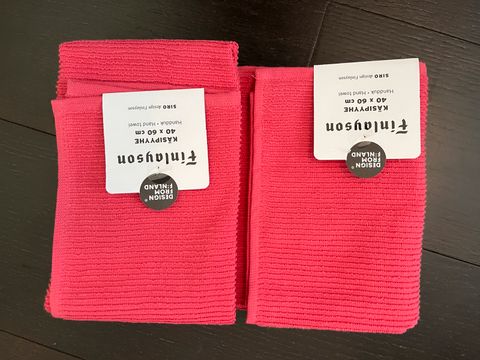 Finlayson
KÄSIPYYHE
40 x 60 cm
Handduk • Hand towel
SIRO design Finlayson
DESIGN®
FROM
FINLAND
Finlayson
KÄSIPYYHE
40 x 60 cm
Handduk • Hand towel
SIRO design Finlayson
DESIGN®
FROM
FINLAND